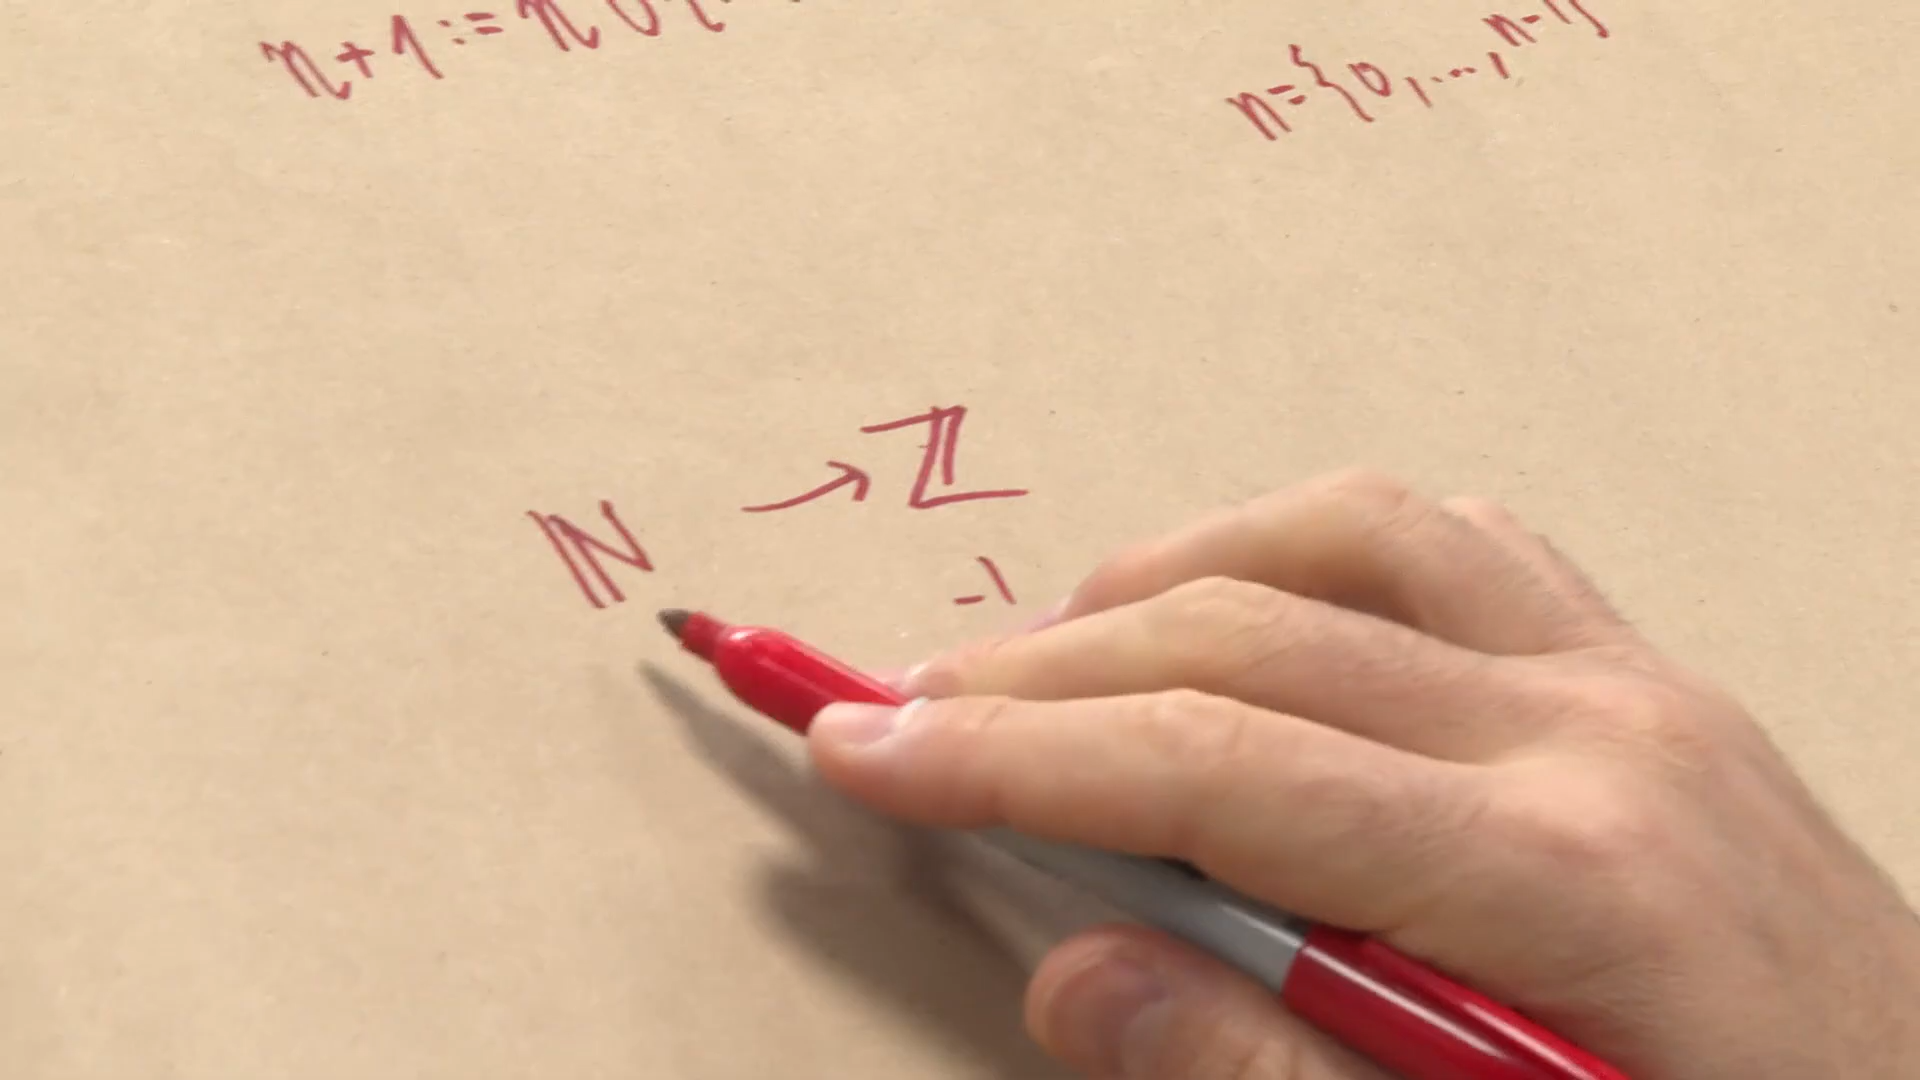 n+1:=n∪{
n={0,...,n-1}
ℕ → ℤ
-1